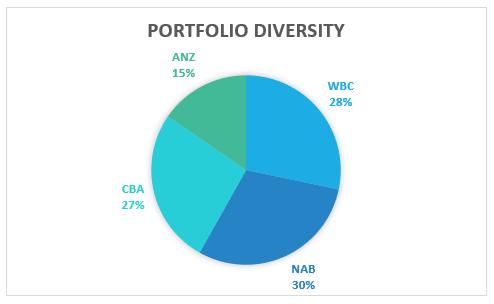 PORTFOLIO DIVERSITY
ANZ
15%
WBC
28%
CBA
27%
NAB
30%